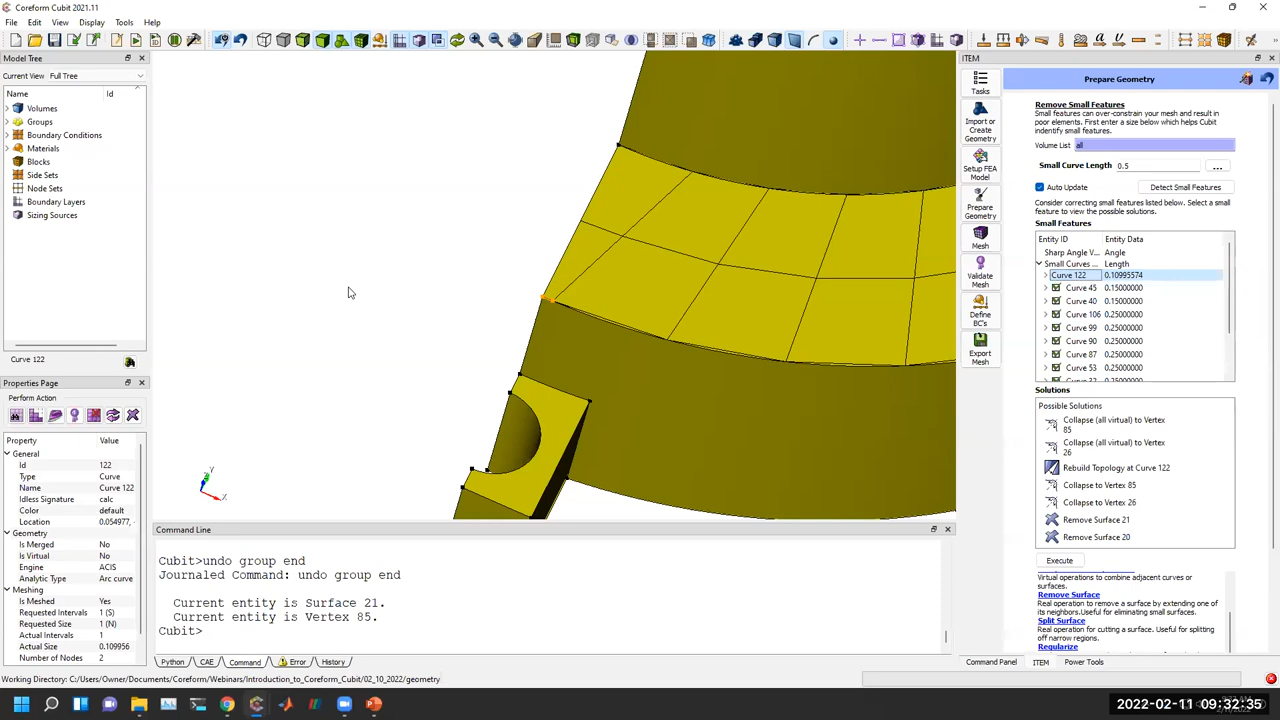 Coreform Cubit 2021.11
File Edit View Display Tools Help
Model Tree
Current View Full Tree
Name Id
Volumes
Groups
Boundary Conditions
Materials
Blocks
Side Sets
Node Sets
Boundary Layers
Sizing Sources
Curve 122
Properties Page
Perform Action
Property Value
General
Id 122
Type Curve
Name Curve 122
Idless Signature calc
Color default
Location 0.054977,
Geometry
Is Merged No
Is Virtual No
Engine ACIS
Analytic Type Arc curve
Meshing
Is Meshed Yes
Requested Intervals 1 (S)
Requested Size 1 (N)
Actual Intervals 1
Actual Size 0.109956
Number of Nodes 2
Y
Z
X
Command Line
Cubit>undo group end
Journaled Command: undo group end
Current entity is Surface 21.
Current entity is Vertex 85.
Cubit>
Python CAE Command Error History
ITEM
Tasks
Import or Create Geometry
Setup FEA Model
Prepare Geometry
Mesh
Validate Mesh
Define BC's
Export Mesh
Prepare Geometry
Remove Small Features
Small features can over-constrain your mesh and result in
poor elements. First enter a size below which helps Cubit
indentify small features.
Volume List all
Small Curve Length 0.5 ...
Auto Update Detect Small Features
Consider correcting small features listed below. Select a small
feature to view the possible solutions.
Small Features
Entity ID Entity Data
Sharp Angle V... Angle
Small Curves ... Length
Curve 122 0.10995574
Curve 45 0.15000000
Curve 40 0.15000000
Curve 106 0.25000000
Curve 99 0.25000000
Curve 90 0.25000000
Curve 87 0.25000000
Curve 53 0.25000000
Solutions
Possible Solutions
Collapse (all virtual) to Vertex
85
Collapse (all virtual) to Vertex
26
Rebuild Topology at Curve 122
Collapse to Vertex 85
Collapse to Vertex 26
Remove Surface 21
Remove Surface 20
Execute
Virtual operations to combine adjacent curves or
surfaces.
Remove Surface
Real operation to remove a surface by extending one of
its neighbors.Useful for eliminating small surfaces.
Split Surface
Real operation for cutting a surface. Useful for splitting
off narrow regions.
Regularize
Command Panel ITEM Power Tools
Working Directory: C:/Users/Owner/Documents/Coreform/Webinars/Introduction_to_Coreform_Cubit/02_10_2022/geometry
2022-02-11 09:32:35